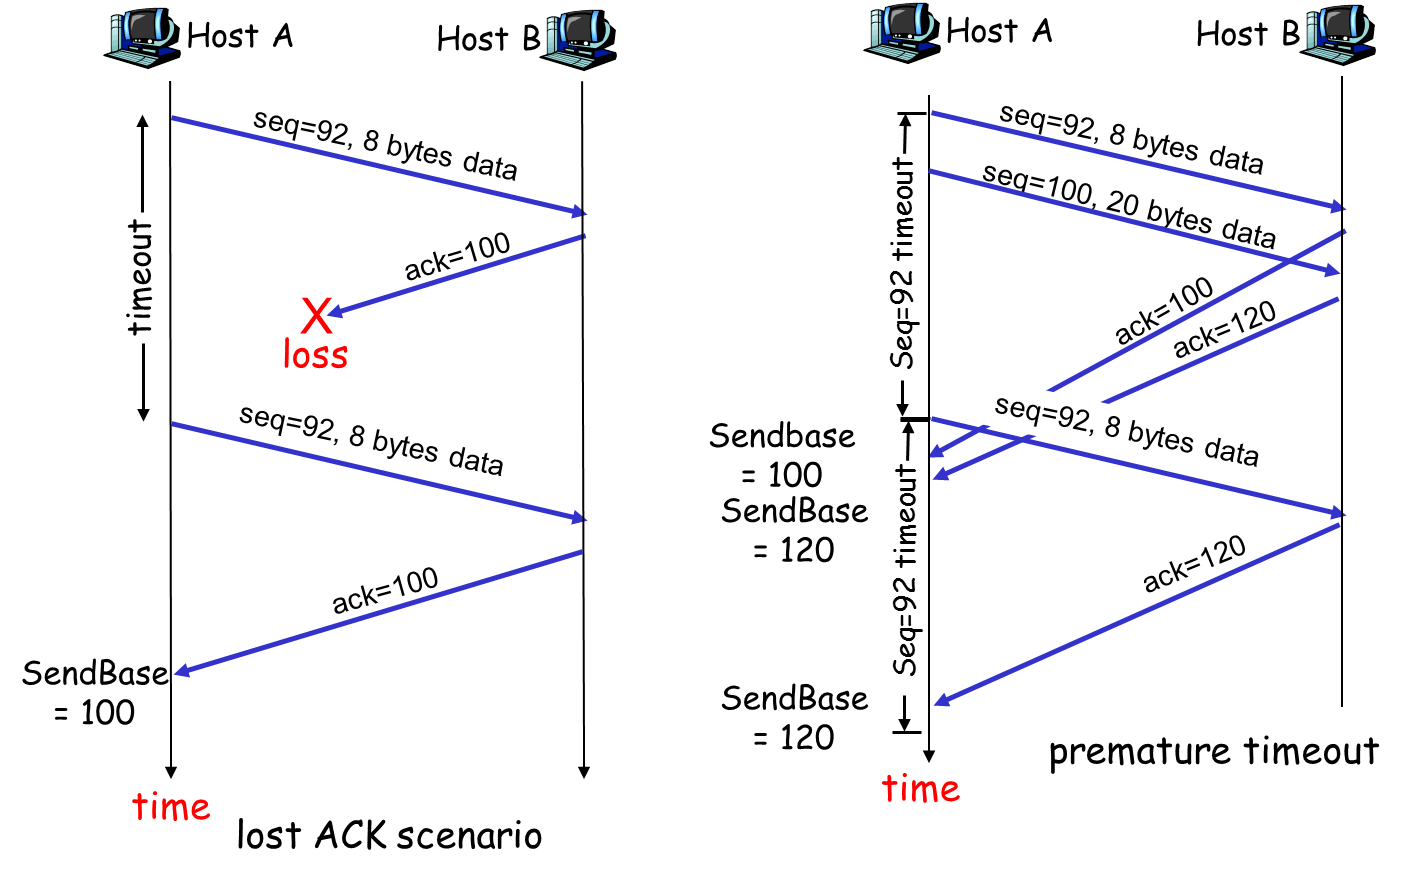 Host A
Host B
seq=92, 8 bytes data
ack=100
timeout
X
loss
seq=92, 8 bytes data
ack=100
SendBase
= 100
time
lost ACK scenario
Host A
Host B
seq=92, 8 bytes data
seq=100, 20 bytes data
Seq=92 timeout
ack=100
ack=120
seq=92, 8 bytes data
Sendbase
= 100
SendBase
= 120
Seq=92 timeout
ack=120
SendBase
= 120
premature timeout
time